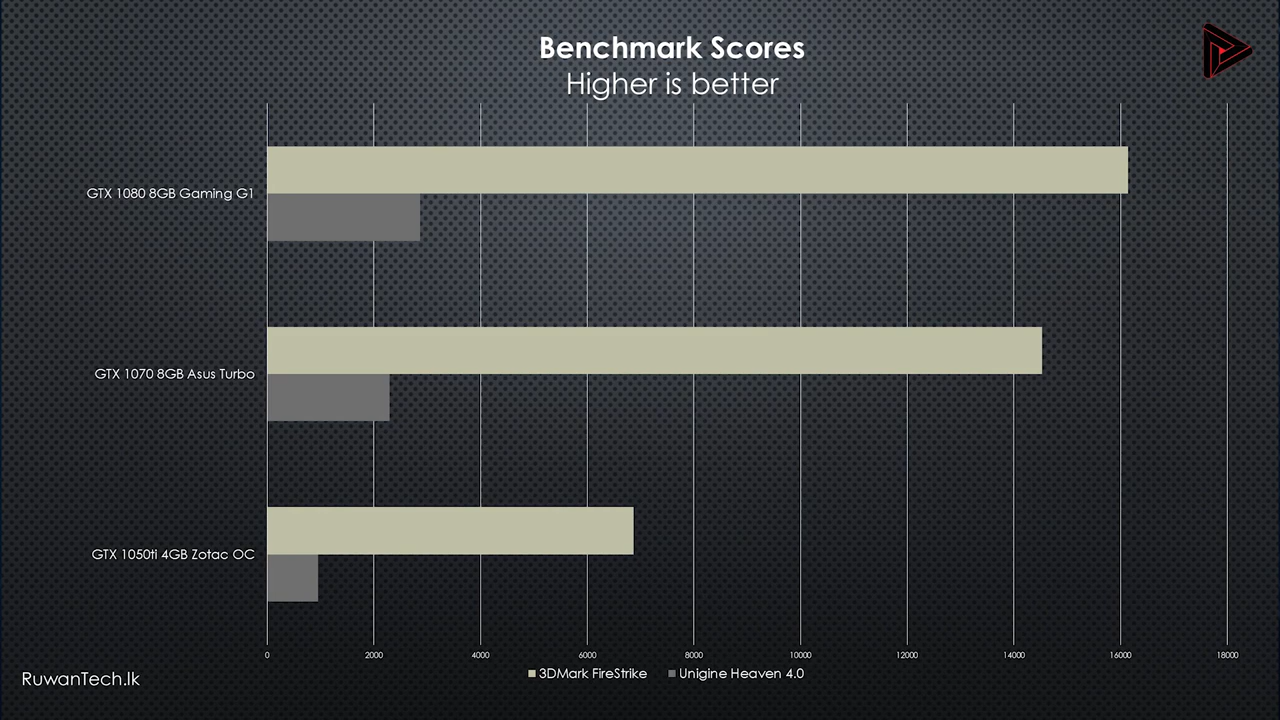 Benchmark Scores
Higher is better
GTX 1080 8GB Gaming G1
GTX 1070 8GB Asus Turbo
GTX 1050ti 4GB Zotac OC
0 2000 4000 6000 8000 10000 12000 14000 16000 18000
3DMark FireStrike Unigine Heaven 4.0
RuwanTech.lk